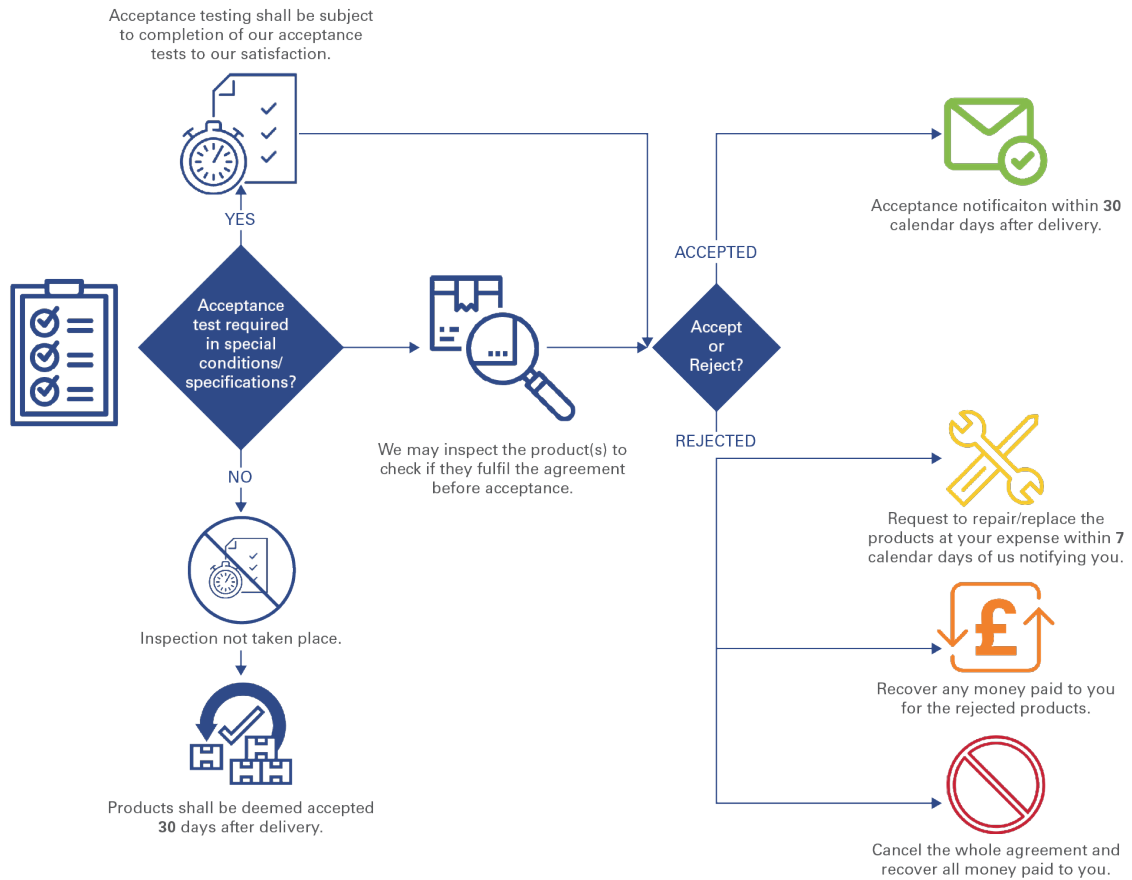 Acceptance testing shall be subject
to completion of our acceptance
tests to our satisfaction.
YES
Acceptance
test required
in special
conditions/
specifications?
NO
Inspection not taken place.
Products shall be deemed accepted
30 days after delivery.
We may inspect the product(s) to
check if they fulfil the agreement
before acceptance.
Accept
or
Reject?
ACCEPTED
Acceptance notificaiton within 30
calendar days after delivery.
REJECTED
Request to repair/replace the
products at your expense within 7
calendar days of us notifying you.
£
Recover any money paid to you
for the rejected products.
Cancel the whole agreement and
recover all money paid to you.